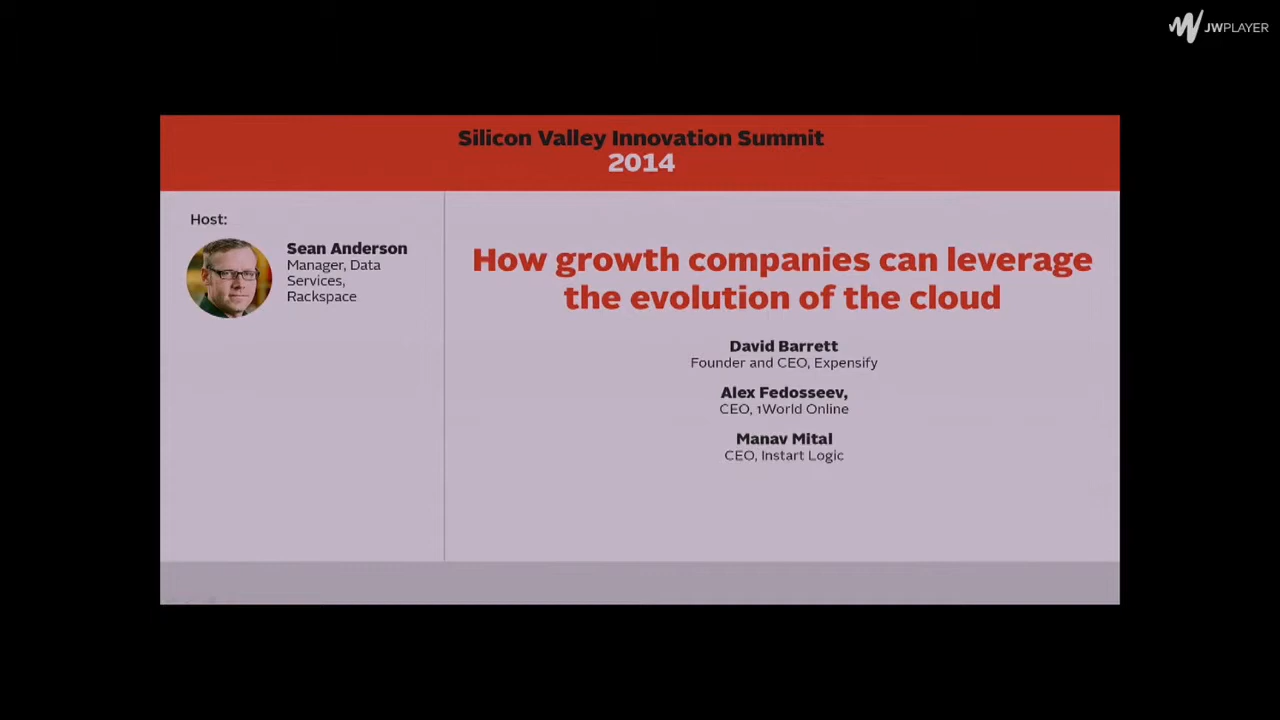 JWPLAYER
Silicon Valley Innovation Summit
2014
Host:
Sean Anderson
Manager, Data
Services,
Rackspace
How growth companies can leverage
the evolution of the cloud
David Barrett
Founder and CEO, Expensify
Alex Fedosseev,
CEO, 1World Online
Manav Mital
CEO, Instart Logic